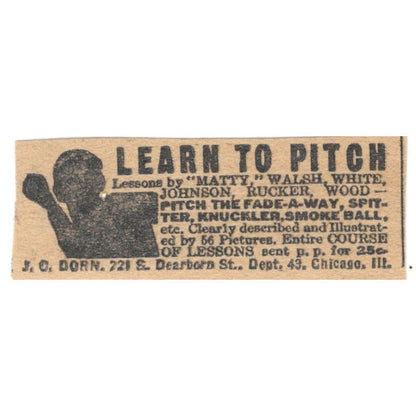 LEARN TO PITCH
Lessons by "MATTY," WALSH, WHITE,
JOHNSON, RUCKER, WOOD—
PITCH THE FADE-A-WAY, SPIT-
TER, KNUCKLER, SMOKE BALL,
etc. Clearly described and Illustrat-
ed by 56 Pictures. Entire COURSE
OF LESSONS sent p. p. for 25c.
J. C. DORN. 721 S. Dearborn St., Dept. 43, Chicago, Ill.